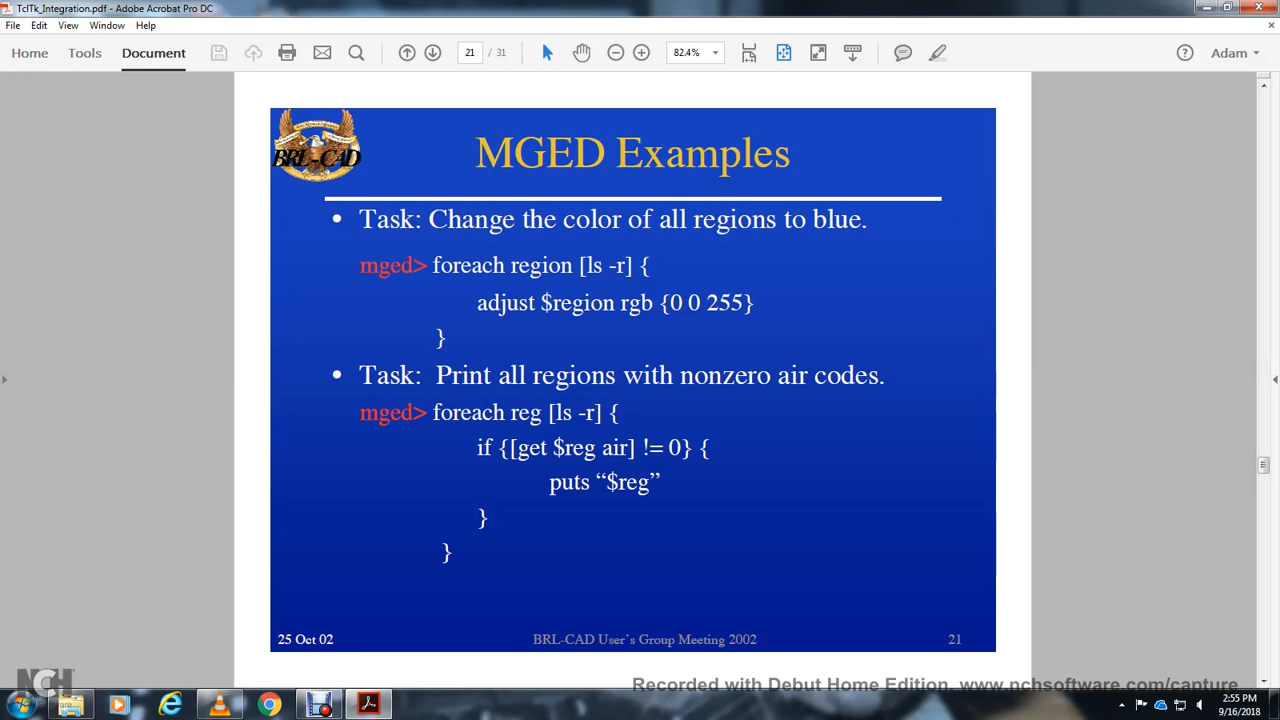 TclTk_Integration.pdf - Adobe Acrobat Pro DC
File Edit View Window Help
Home Tools Document 21 / 31 82.4% Adam
BRL-CAD
MGED Examples
• Task: Change the color of all regions to blue.
mged> foreach region [ls -r] {
adjust $region rgb {0 0 255}
}
• Task: Print all regions with nonzero air codes.
mged> foreach reg [ls -r] {
if {[get $reg air] != 0} {
puts “$reg”
}
}
25 Oct 02 BRL-CAD User’s Group Meeting 2002 21
NCH
Recorded with Debut Home Edition. www.nchsoftware.com/capture
2:55 PM
9/16/2018